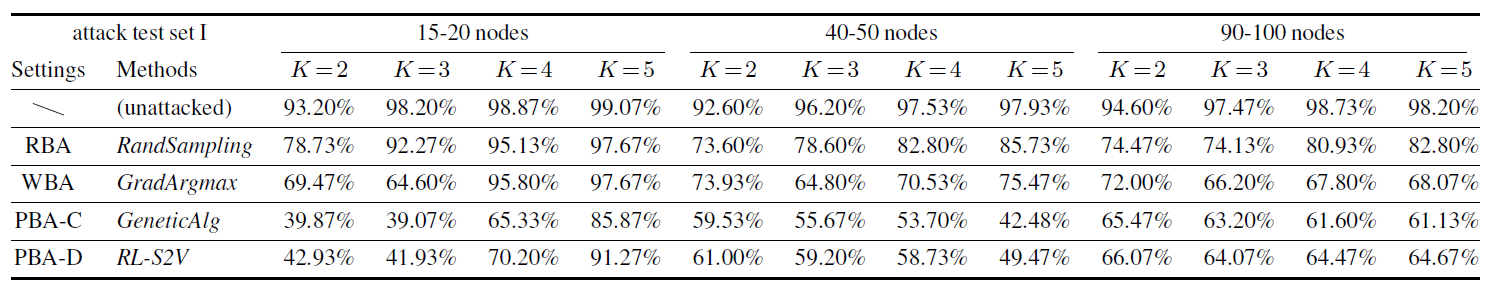 attack test set I 15-20 nodes 40-50 nodes 90-100 nodes
Settings Methods K = 2 K = 3 K = 4 K = 5 K = 2 K = 3 K = 4 K = 5 K = 2 K = 3 K = 4 K = 5
(unattacked) 93.20% 98.20% 98.87% 99.07% 92.60% 96.20% 97.53% 97.93% 94.60% 97.47% 98.73% 98.20%
RBA RandSampling 78.73% 92.27% 95.13% 97.67% 73.60% 78.60% 82.80% 85.73% 74.47% 74.13% 80.93% 82.80%
WBA GradArgmax 69.47% 64.60% 95.80% 97.67% 73.93% 64.80% 70.53% 75.47% 72.00% 66.20% 67.80% 68.07%
PBA-C GeneticAlg 39.87% 39.07% 65.33% 85.87% 59.53% 55.67% 53.70% 42.48% 65.47% 63.20% 61.60% 61.13%
PBA-D RL-S2V 42.93% 41.93% 70.20% 91.27% 61.00% 59.20% 58.73% 49.47% 66.07% 64.07% 64.47% 64.67%